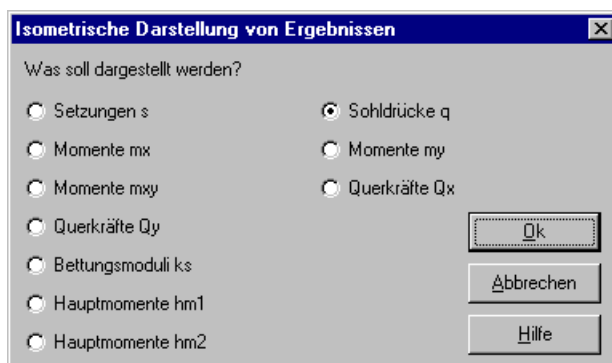 Isometrische Darstellung von Ergebnissen
Was soll dargestellt werden?
Setzungen s
Sohldrücke q
Momente mx
Momente my
Momente mxy
Querkräfte Qx
Querkräfte Qy
Ok
Bettungsmoduli ks
Abbrechen
Hauptmomente hm1
Hauptmomente hm2
Hilfe